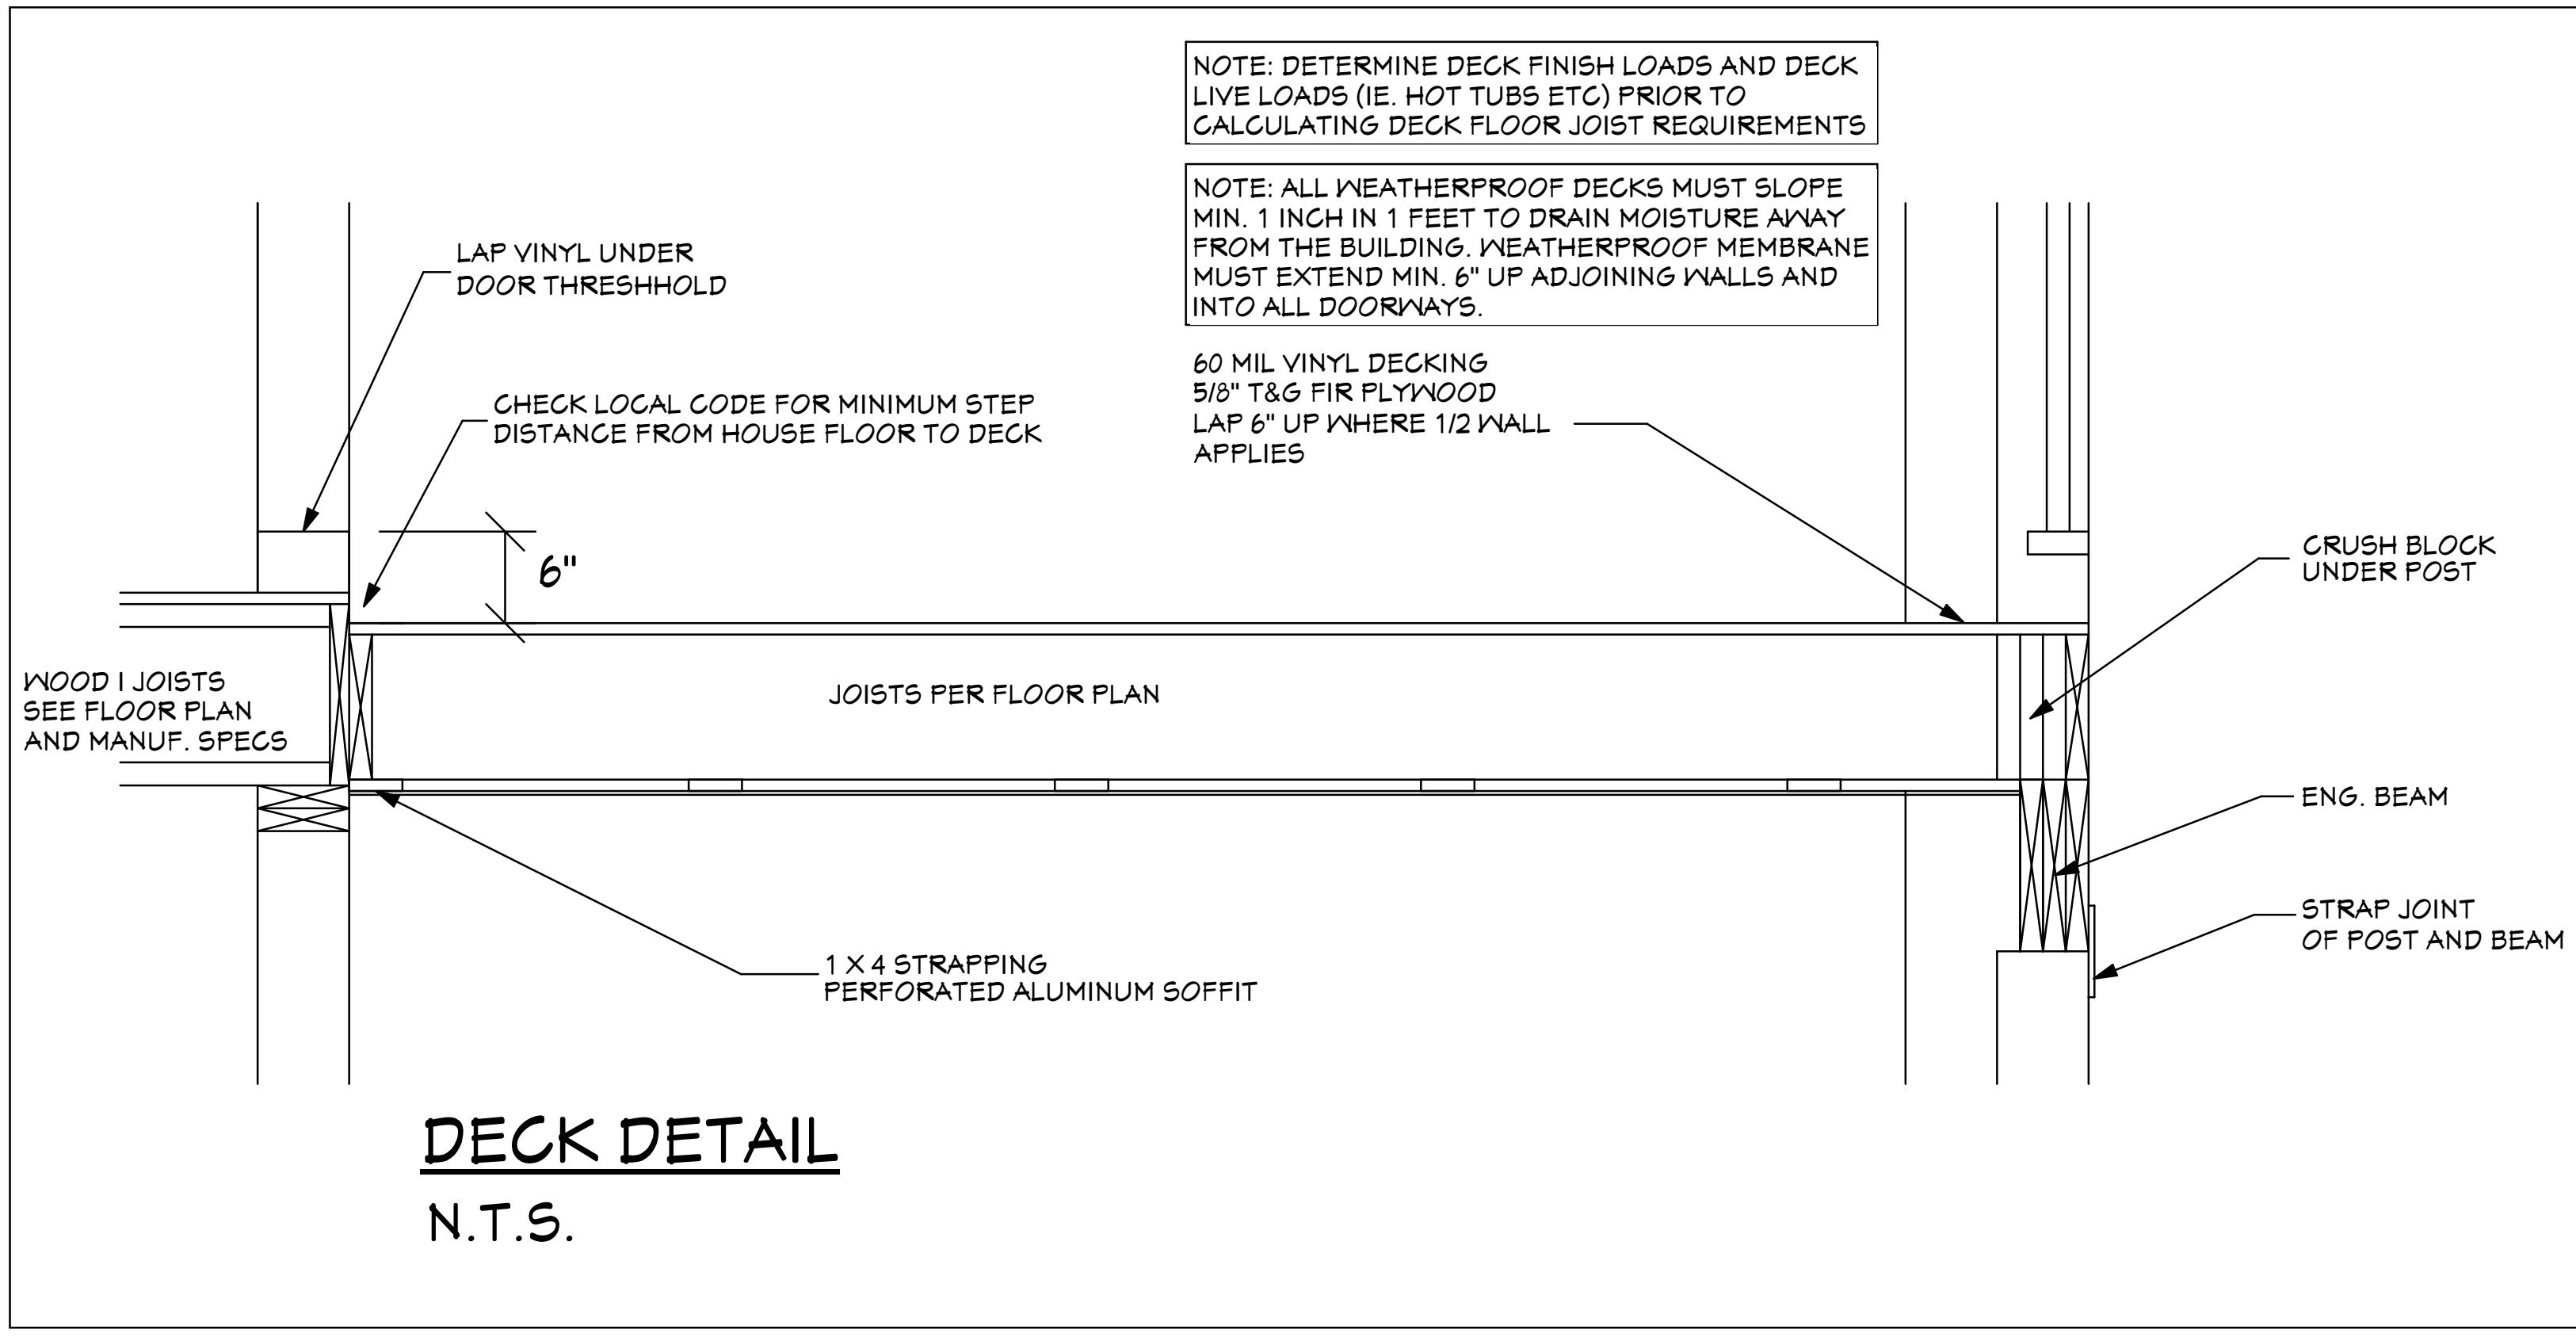 NOTE: DETERMINE DECK FINISH LOADS AND DECK
LIVE LOADS (IE. HOT TUBS ETC) PRIOR TO
CALCULATING DECK FLOOR JOIST REQUIREMENTS
NOTE: ALL WEATHERPROOF DECKS MUST SLOPE
MIN. 1 INCH IN 1 FEET TO DRAIN MOISTURE AWAY
FROM THE BUILDING. WEATHERPROOF MEMBRANE
MUST EXTEND MIN. 6" UP ADJOINING WALLS AND
INTO ALL DOORWAYS.
LAP VINYL UNDER
DOOR THRESHHOLD
60 MIL VINYL DECKING
5/8" T&G FIR PLYWOOD
LAP 6" UP WHERE 1/2 WALL
APPLIES
CHECK LOCAL CODE FOR MINIMUM STEP
DISTANCE FROM HOUSE FLOOR TO DECK
6"
CRUSH BLOCK
UNDER POST
WOOD I JOISTS
SEE FLOOR PLAN
AND MANUF. SPECS
JOISTS PER FLOOR PLAN
ENG. BEAM
STRAP JOINT
OF POST AND BEAM
1 X 4 STRAPPING
PERFORATED ALUMINUM SOFFIT
DECK DETAIL
N.T.S.